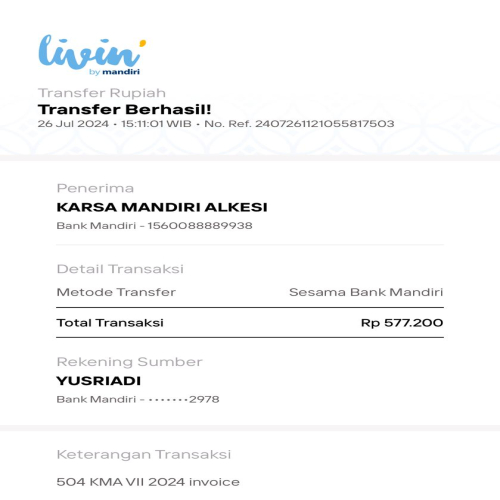 livin'
by mandiri
Transfer Rupiah
Transfer Berhasil!
26 Jul 2024 • 15:11:01 WIB • No. Ref. 2407261121055817503
Penerima
KARSA MANDIRI ALKESI
Bank Mandiri - 1560088889938
Detail Transaksi
Metode Transfer Sesama Bank Mandiri
Total Transaksi Rp 577.200
Rekening Sumber
YUSRIADI
Bank Mandiri - •••••••2978
Keterangan Transaksi
504 KMA VII 2024 invoice